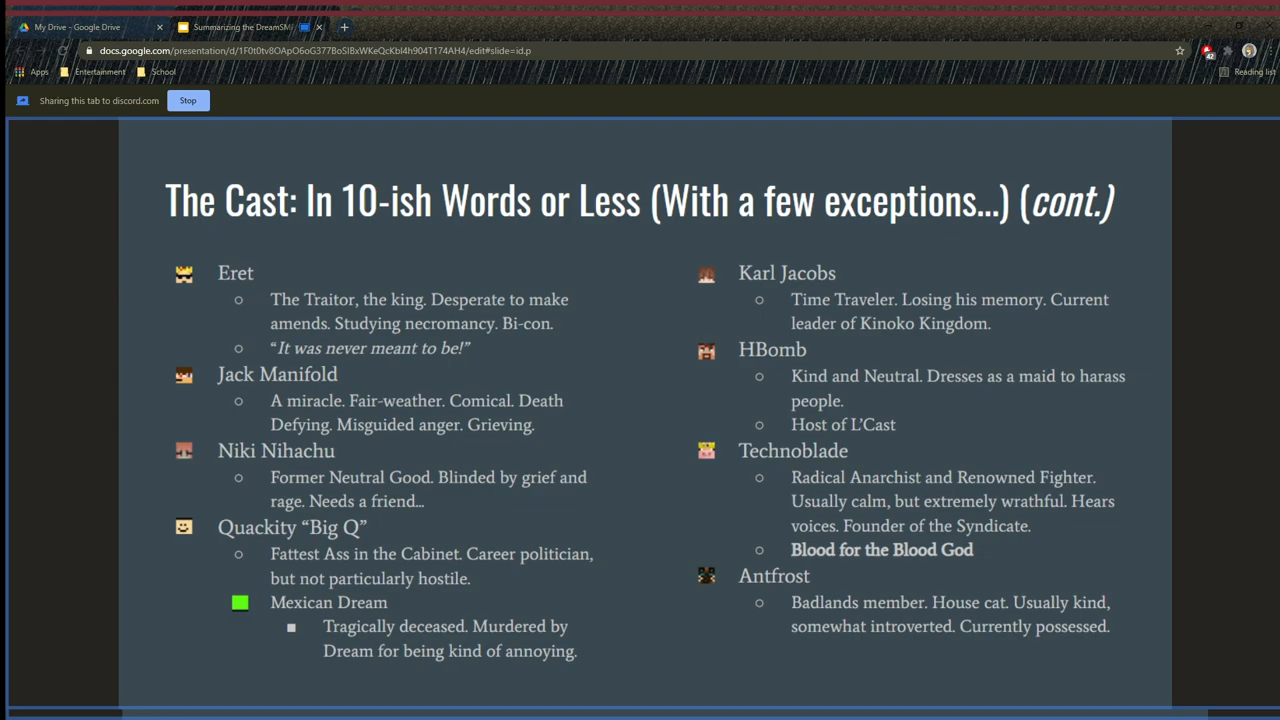 My Drive - Google Drive
Summarizing the DreamSM
docs.google.com/presentation/d/1F0t0tv8OApO6oG377BoSIBxWKeQcKbl4h904T174AH4/edit#slide=id.p
42
Apps
Entertainment
School
Reading list
Sharing this tab to discord.com
Stop
The Cast: In 10-ish Words or Less (With a few exceptions...) (cont.)
Eret
The Traitor, the king. Desperate to make
amends. Studying necromancy. Bi-con.
"It was never meant to be!"
Jack Manifold
A miracle. Fair-weather. Comical. Death
Defying. Misguided anger. Grieving.
Niki Nihachu
Former Neutral Good. Blinded by grief and
rage. Needs a friend...
Quackity “Big Q”
Fattest Ass in the Cabinet. Career politician,
but not particularly hostile.
Mexican Dream
Tragically deceased. Murdered by
Dream for being kind of annoying.
Karl Jacobs
Time Traveler. Losing his memory. Current
leader of Kinoko Kingdom.
HBomb
Kind and Neutral. Dresses as a maid to harass
people.
Host of L’Cast
Technoblade
Radical Anarchist and Renowned Fighter.
Usually calm, but extremely wrathful. Hears
voices. Founder of the Syndicate.
Blood for the Blood God
Antfrost
Badlands member. House cat. Usually kind,
somewhat introverted. Currently possessed.